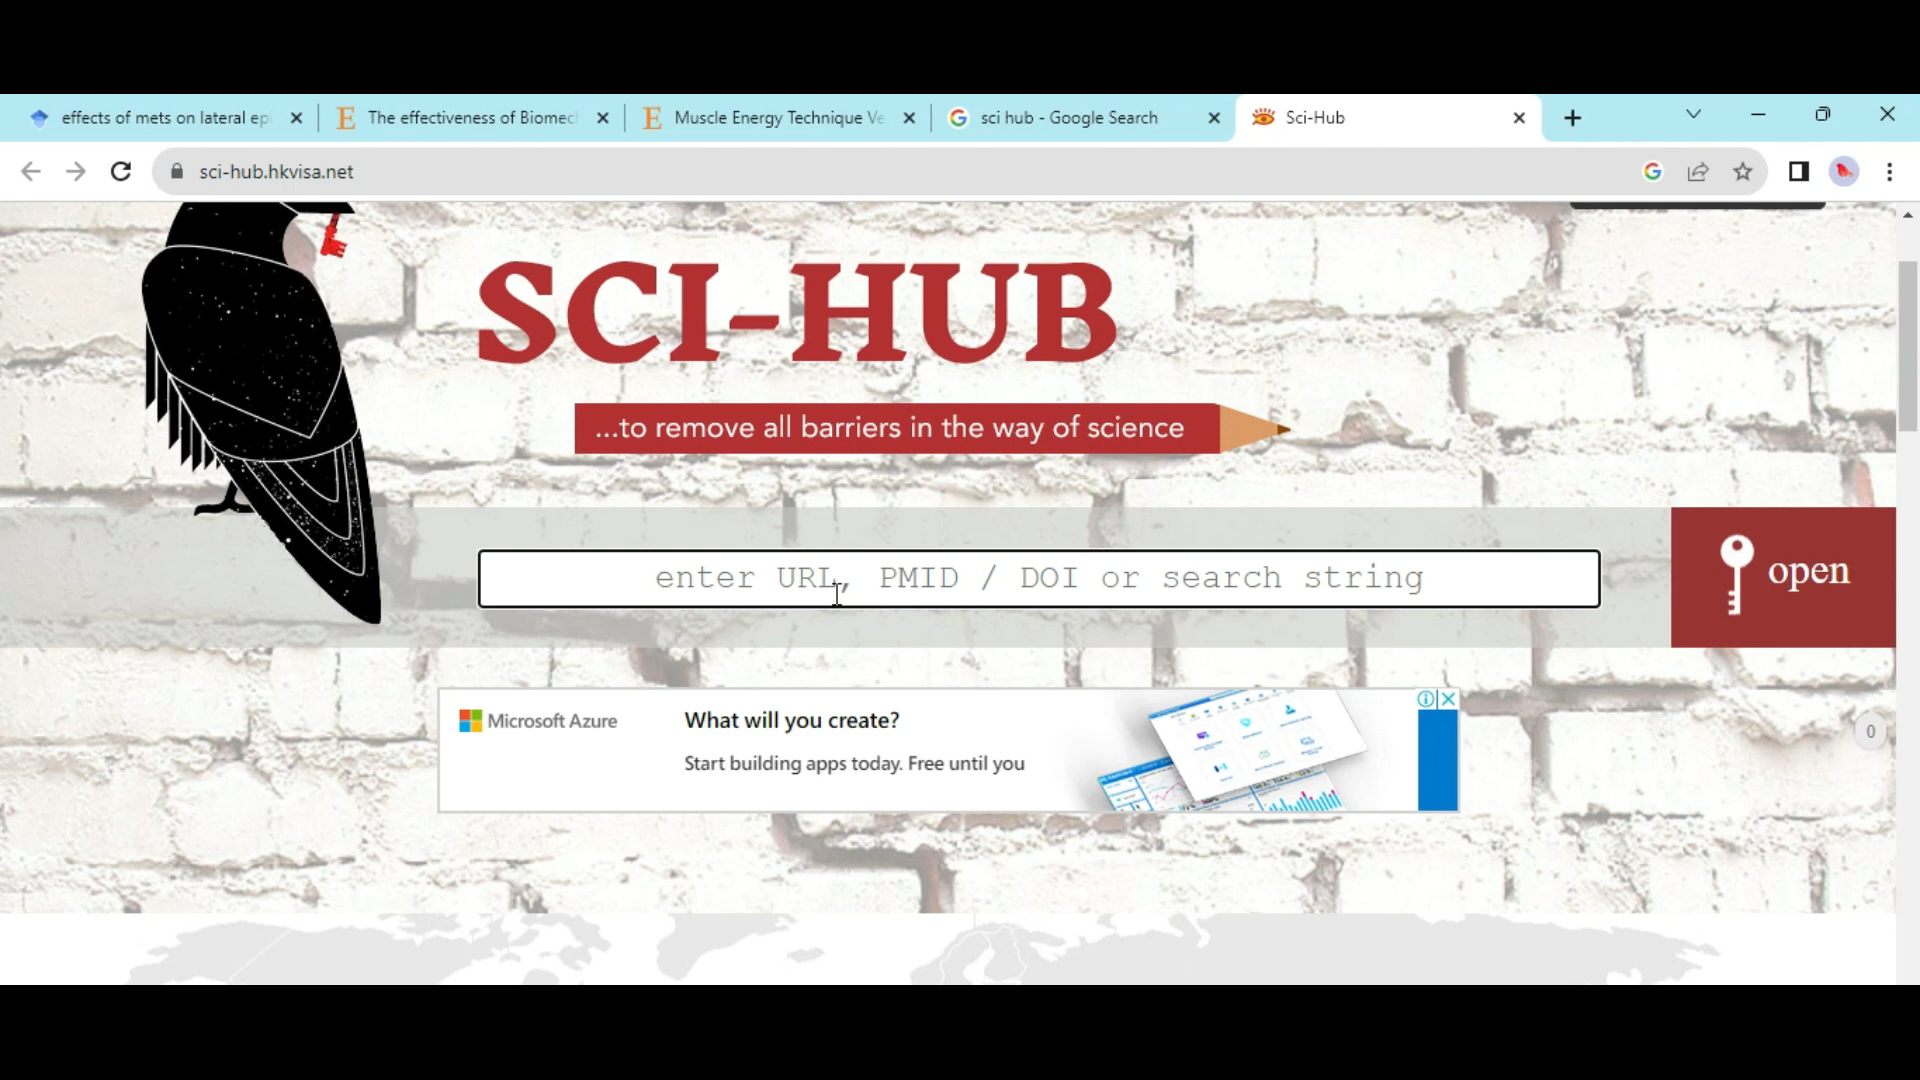 effects of mets on lateral ep
The effectiveness of Biomec
Muscle Energy Technique Ve
sci hub - Google Search
Sci-Hub
sci-hub.hkvisa.net
SCI-HUB
...to remove all barriers in the way of science
enter URL, PMID / DOI or search string
open
Microsoft Azure
What will you create?
Start building apps today. Free until you
0